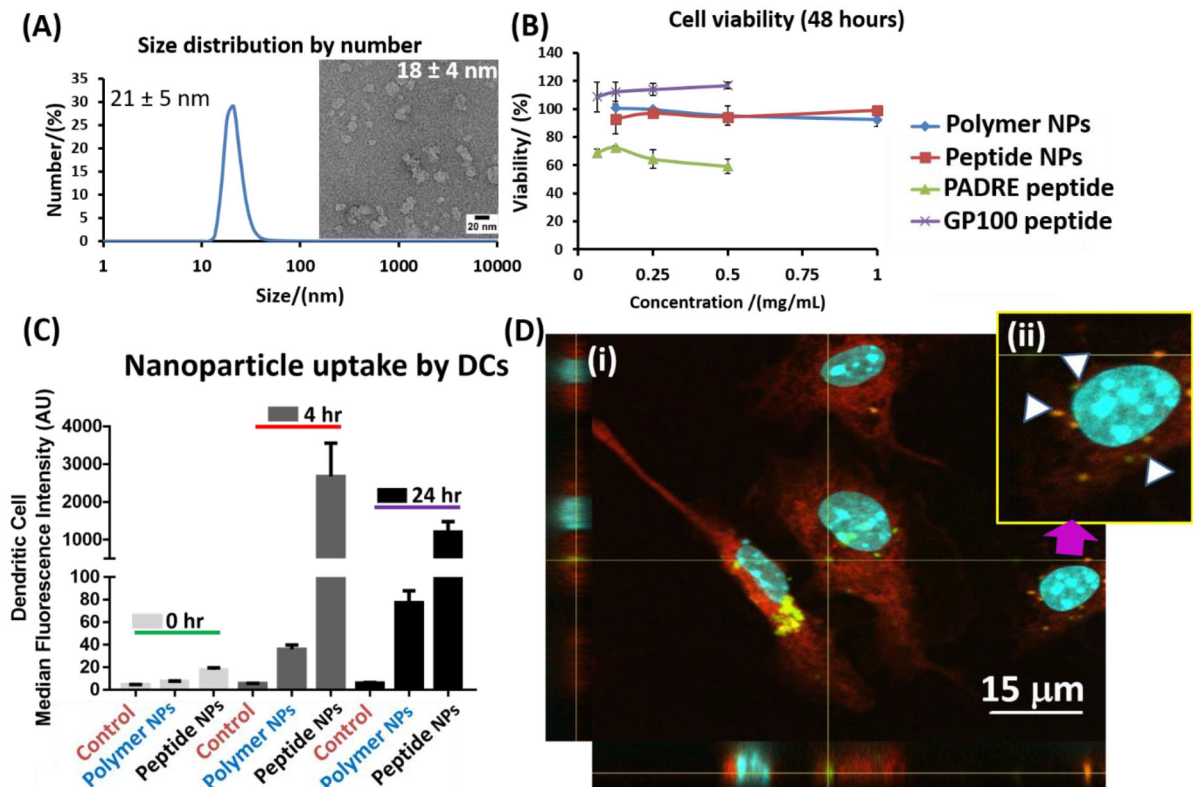 (A)
Size distribution by number
21 ± 5 nm
18 ± 4 nm
20 nm
Number/(%)
35
30
25
20
15
10
5
0
1
10
100
1000
10000
Size/(nm)
(B)
Cell viability (48 hours)
Viability/ (%)
140
120
100
80
60
40
20
0
0
0.25
0.5
0.75
1
Concentration /(mg/mL)
Polymer NPs
Peptide NPs
PADRE peptide
GP100 peptide
(C)
Nanoparticle uptake by DCs
Dendritic Cell
Median Fluorescence Intensity (AU)
4000
3000
2000
1000
100
80
60
40
20
0
0 hr
4 hr
24 hr
Control
Polymer NPs
Peptide NPs
Control
Polymer NPs
Peptide NPs
Control
Polymer NPs
Peptide NPs
(D)
(i)
(ii)
15 μm